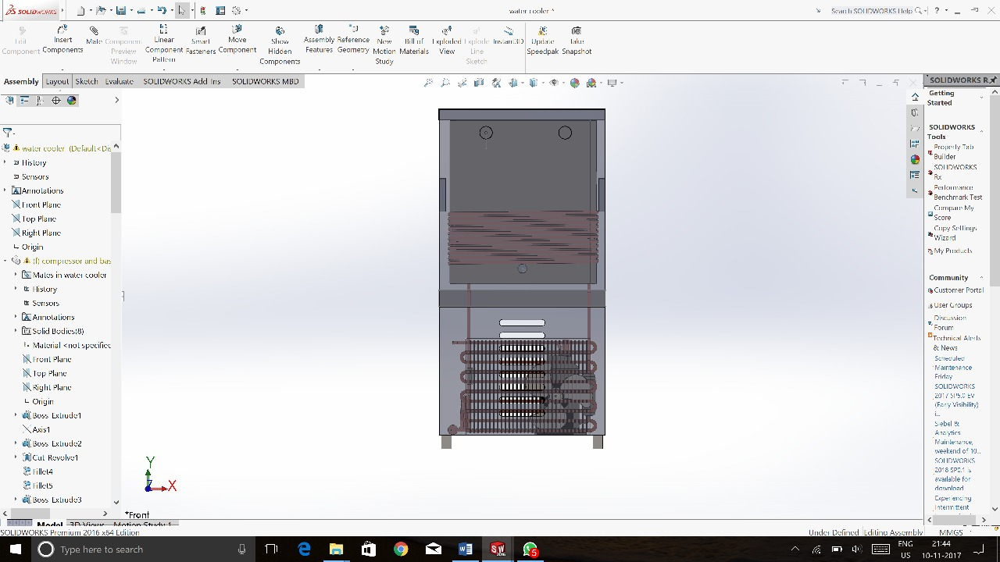 SOLIDWORKS
water cooler *
Search SOLIDWORKS Help
Edit Component
Insert Components
Mate
Component Preview Window
Linear Component Pattern
Smart Fasteners
Move Component
Show Hidden Components
Assembly Features
Reference Geometry
New Motion Study
Bill of Materials
Exploded View
Explode Line Sketch
Instant3D
Update Speedpak
Take Snapshot
Assembly
Layout
Sketch
Evaluate
SOLIDWORKS Add-Ins
SOLIDWORKS MBD
water cooler (Default<Dis
History
Sensors
Annotations
Front Plane
Top Plane
Right Plane
Origin
(f) compressor and bas
Mates in water cooler
History
Sensors
Annotations
Solid Bodies(8)
Material <not specified
Front Plane
Top Plane
Right Plane
Origin
Boss-Extrude1
Axis1
Boss-Extrude2
Cut-Revolve1
Fillet4
Fillet5
Boss-Extrude3
Y
X
Z
*Front
Model
3D Views
Motion Study 1
SOLIDWORKS R
Getting
Started
SOLIDWORKS
Tools
Property Tab
Builder
SOLIDWORKS
Rx
Performance
Benchmark Test
Compare My
Score
Copy Settings
Wizard
My Products
Community
Customer Portal
User Groups
Discussion
Forum
Technical Alerts
& News
Scheduled
Maintenance
Friday
SOLIDWORKS
2017 SP5.0 EV
(Early Visibility)
i...
Siebel &
Analytics
Maintenance,
weekend of 10...
SOLIDWORKS
2018 SP0.1 is
available for
download
Experiencing
Intermittent
SOLIDWORKS Premium 2016 x64 Edition
Under Defined
Editing Assembly
MMGS
Type here to search
5
ENG
US
21:44
10-11-2017